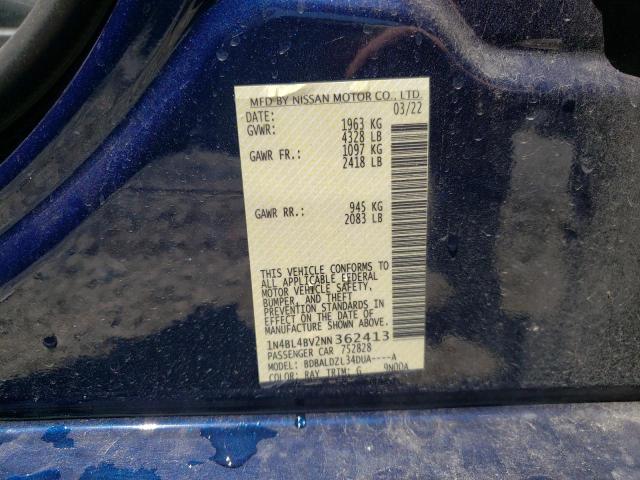 MFD BY NISSAN MOTOR CO., LTD.
DATE: 03/22
GVWR: 1963 KG
4328 LB
GAWR FR.: 1097 KG
2418 LB
GAWR RR.: 945 KG
2083 LB
THIS VEHICLE CONFORMS TO
ALL APPLICABLE FEDERAL
MOTOR VEHICLE SAFETY,
BUMPER, AND THEFT
PREVENTION STANDARDS IN
EFFECT ON THE DATE OF
MANUFACTURE SHOWN ABOVE.
1N4BL4BV2NN362413
PASSENGER CAR 752828
MODEL: BDBALDZL34DUA----A
COLOR: RAY TRIM: G 9N00A